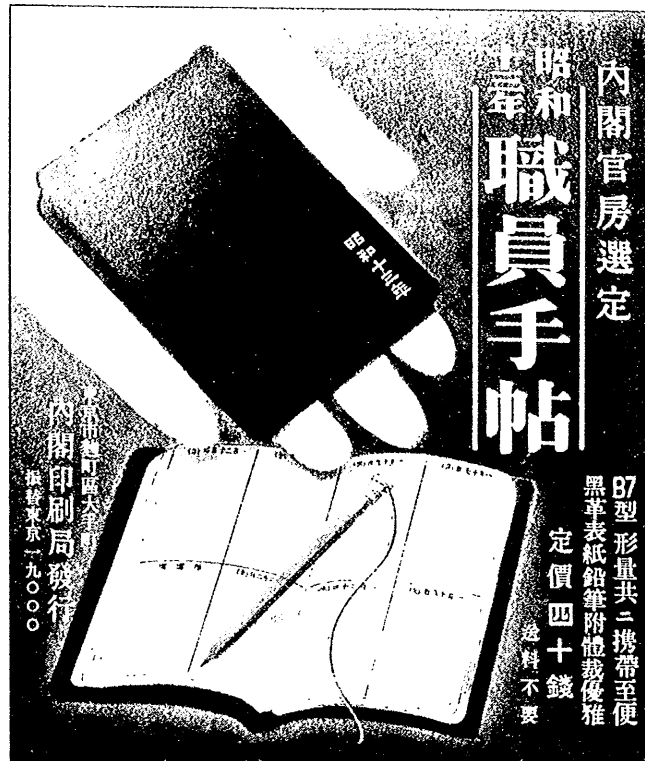 內閣官房選定
昭和
十三年
職員手帖
B7型 形量共ニ携帶至便
黑革表紙鉛筆附體裁優雅
定價四十錢
送料不要
昭和十三年
東京市麴町區大手町
內閣印刷局發行
振替東京一九〇〇〇